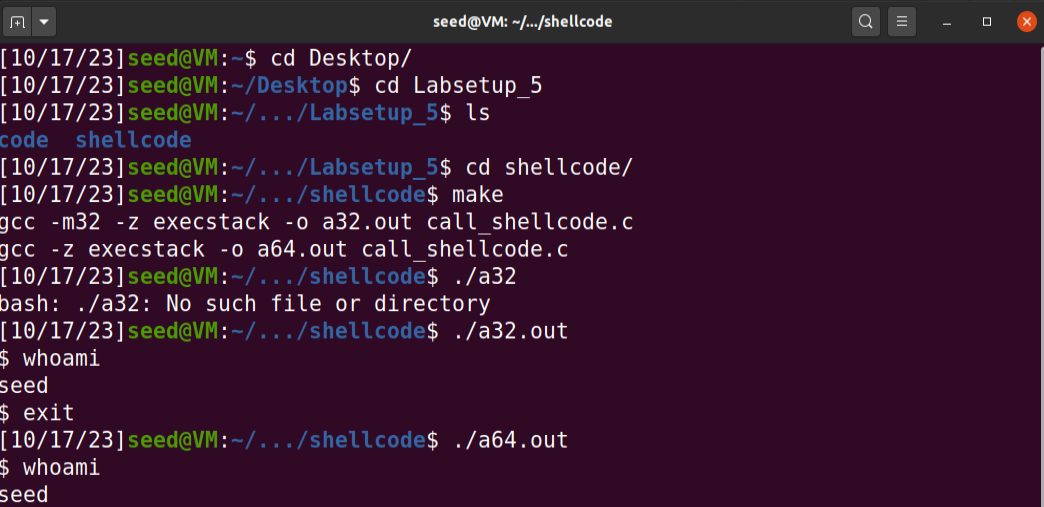 seed@VM: ~/.../shellcode
[10/17/23]seed@VM:~$ cd Desktop/
[10/17/23]seed@VM:~/Desktop$ cd Labsetup_5
[10/17/23]seed@VM:~/.../Labsetup_5$ ls
code  shellcode
[10/17/23]seed@VM:~/.../Labsetup_5$ cd shellcode/
[10/17/23]seed@VM:~/.../shellcode$ make
gcc -m32 -z execstack -o a32.out call_shellcode.c
gcc -z execstack -o a64.out call_shellcode.c
[10/17/23]seed@VM:~/.../shellcode$ ./a32
bash: ./a32: No such file or directory
[10/17/23]seed@VM:~/.../shellcode$ ./a32.out
$ whoami
seed
$ exit
[10/17/23]seed@VM:~/.../shellcode$ ./a64.out
$ whoami
seed